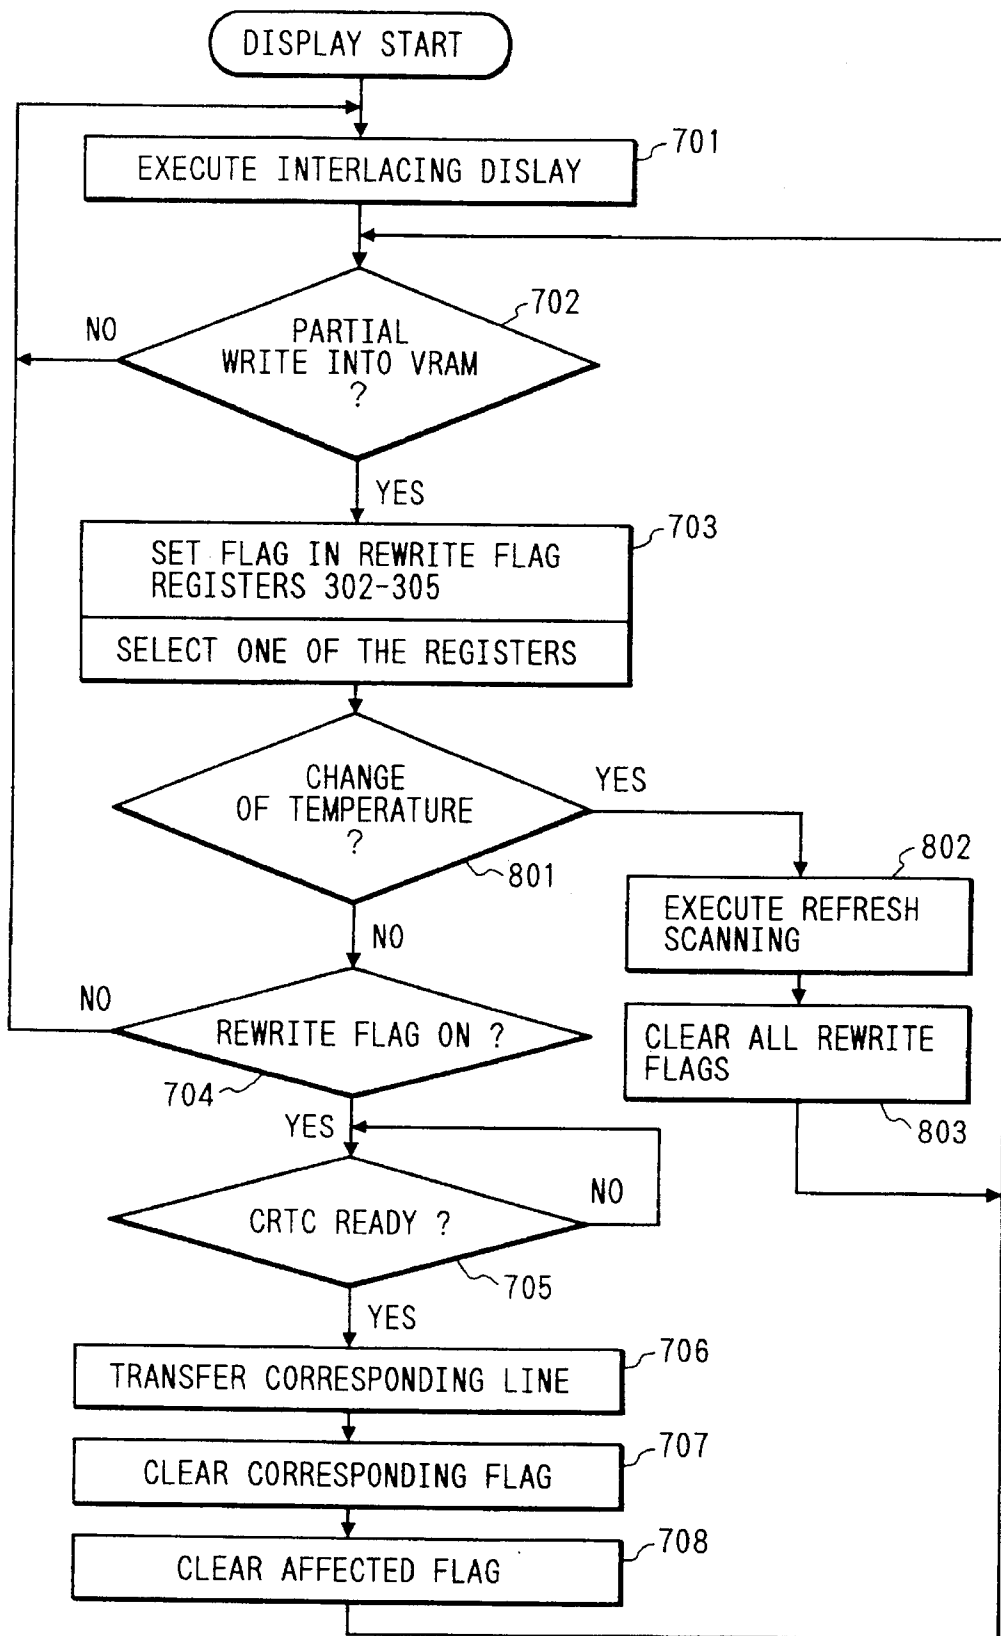 DISPLAY START
701
EXECUTE INTERLACING DISLAY
702
NO
PARTIAL
WRITE INTO VRAM
?
YES
703
SET FLAG IN REWRITE FLAG
REGISTERS 302-305
SELECT ONE OF THE REGISTERS
CHANGE
OF TEMPERATURE
?
YES
801
802
EXECUTE REFRESH
SCANNING
NO
NO
REWRITE FLAG ON ?
704
CLEAR ALL REWRITE
FLAGS
803
YES
NO
CRTC READY ?
705
YES
706
TRANSFER CORRESPONDING LINE
707
CLEAR CORRESPONDING FLAG
708
CLEAR AFFECTED FLAG